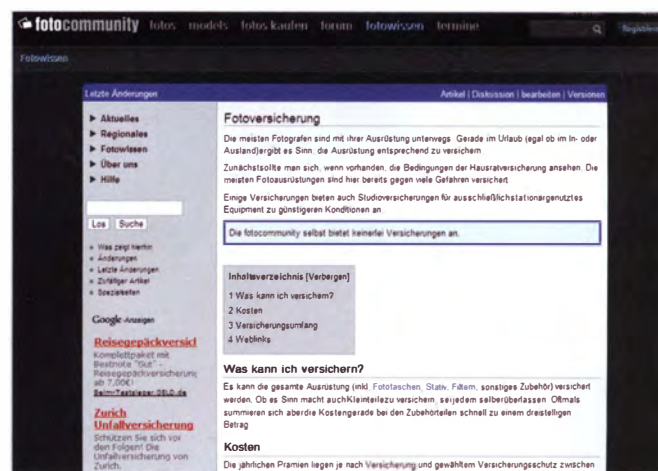 fotocommunity fotos models fotos kaufen forum fotowissen termine
Fotowissen
Letzte Änderungen
Artikel | Diskussion | bearbeiten | Versionen
Aktuelles
Regionales
Fotowissen
Über uns
Hilfe
Los Suche
Was zeigt hierhin
Änderungen
Letzte Änderungen
Zufälliger Artikel
Spezialseiten
Google-Anzeigen
Reisegepäckversicl
Komplettpaket mit
Bestnote "Gut" -
Reisegepäckversicherung
ab 7,00€!
Beim-Testsieger.GELD.de
Zurich
Unfallversicherung
Schützen Sie sich vor
den Folgen! Die
Unfallversicherung von
Zurich.
Fotoversicherung
Die meisten Fotografen sind mit ihrer Ausrüstung unterwegs. Gerade im Urlaub (egal ob im In- oder
Ausland)ergibt es Sinn, die Ausrüstung entsprechend zu versichern.
Zunächstsollte man sich, wenn vorhanden, die Bedingungen der Hausratversicherung ansehen. Die
meisten Fotoausrüstungen sind hier bereits gegen viele Gefahren versichert.
Einige Versicherungen bieten auch Studioversicherungen für ausschließlichstationärgenutztes
Equipment zu günstigeren Konditionen an.
Die fotocommunity selbst bietet keinerlei Versicherungen an.
Inhaltsverzeichnis [Verbergen]
1 Was kann ich versichern?
2 Kosten
3 Versicherungsumfang
4 Weblinks
Was kann ich versichern?
Es kann die gesamte Ausrüstung (inkl. Fototaschen, Stativ, Filtern, sonstiges Zubehör) versichert
werden. Ob es Sinn macht auchKleinteilezu versichern, seijedem selberüberlassen. Oftmals
summieren sich aberdie Kostengerade bei den Zubehörteilen schnell zu einem dreistelligen
Betrag.
Kosten
Die jährlichen Prämien liegen je nach Versicherung und gewähltem Versicherungsschutz zwischen